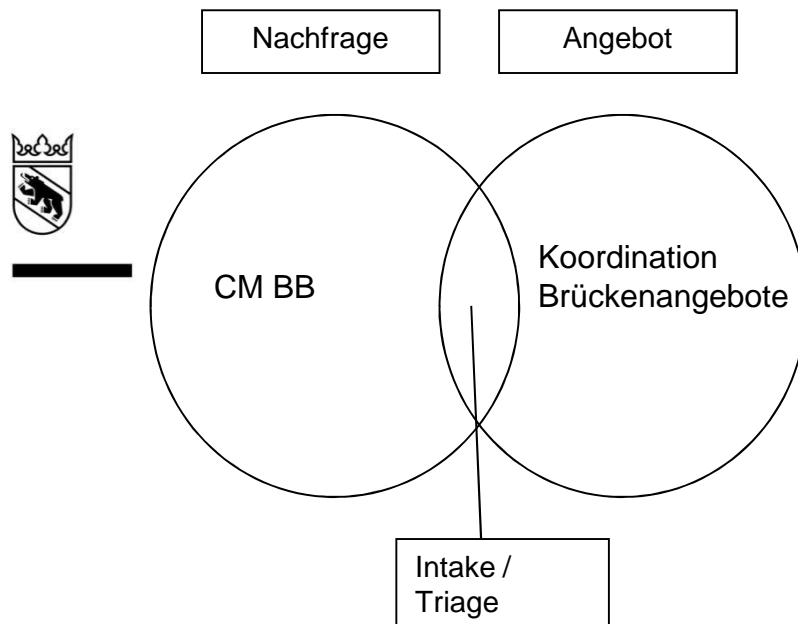 Nachfrage
Angebot
CM BB
Koordination
Brückenangebote
Intake /
Triage